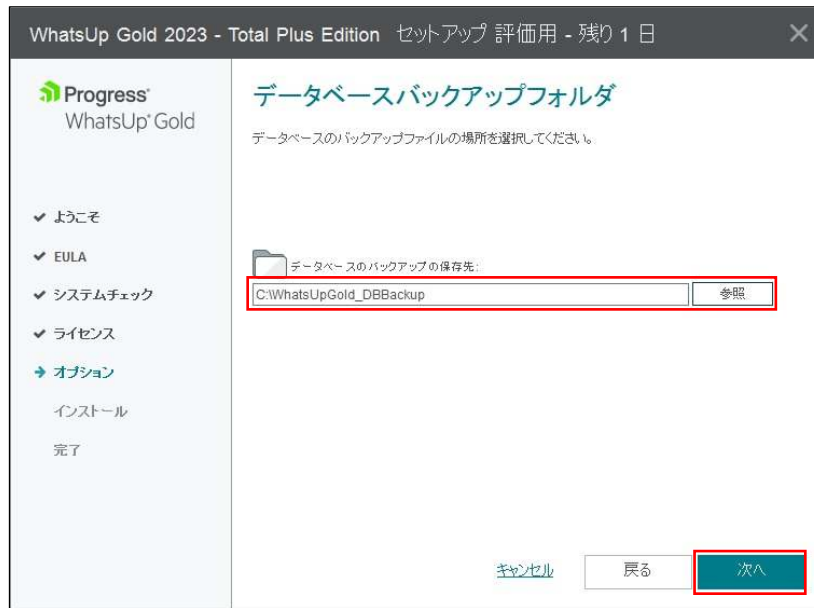 WhatsUp Gold 2023 - Total Plus Edition セットアップ 評価用 - 残り 1 日
Progress®
WhatsUp® Gold
ようこそ
EULA
システムチェック
ライセンス
オプション
インストール
完了
データベースバックアップフォルダ
データベースのバックアップファイルの場所を選択してください。
データベースのバックアップの保存先:
C:\WhatsUpGold_DBBackup
参照
キャンセル
戻る
次へ